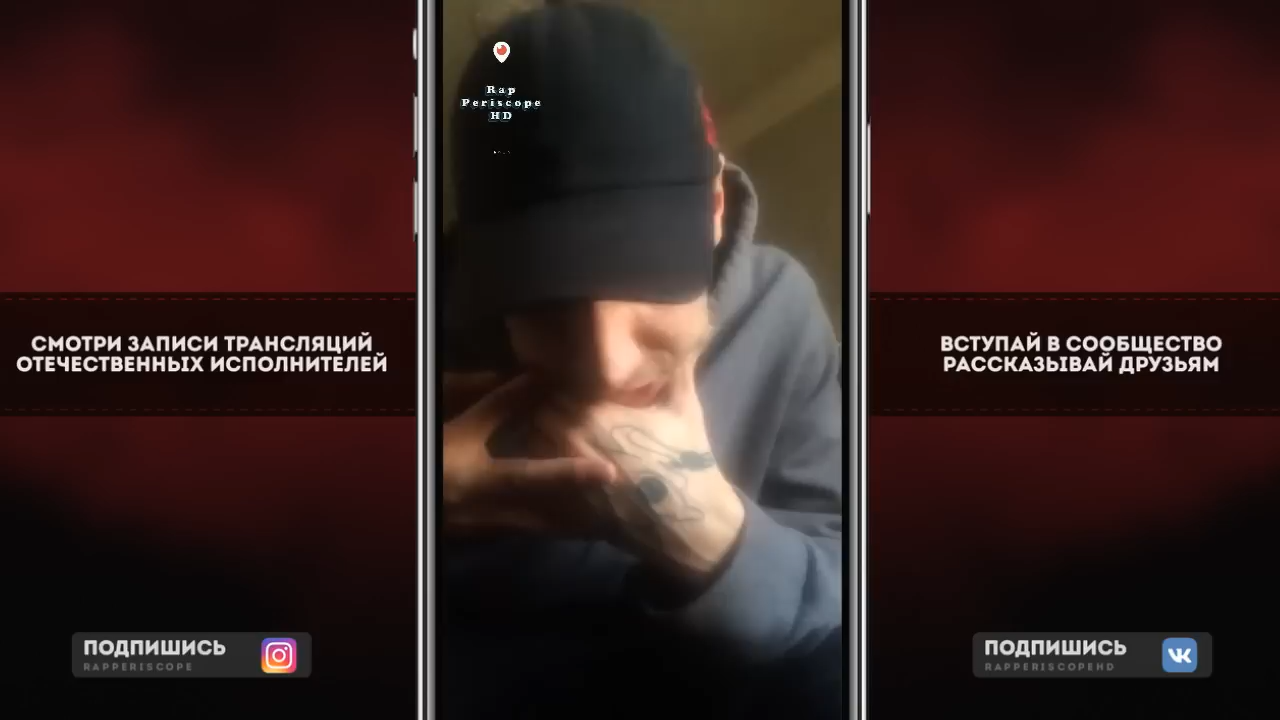 Rap
Periscope
HD
СМОТРИ ЗАПИСИ ТРАНСЛЯЦИЙ
ОТЕЧЕСТВЕННЫХ ИСПОЛНИТЕЛЕЙ
ВСТУПАЙ В СООБЩЕСТВО
РАССКАЗЫВАЙ ДРУЗЬЯМ
ПОДПИШИСЬ
RAPPERISCOPE
ПОДПИШИСЬ
RAPPERISCOPEHD